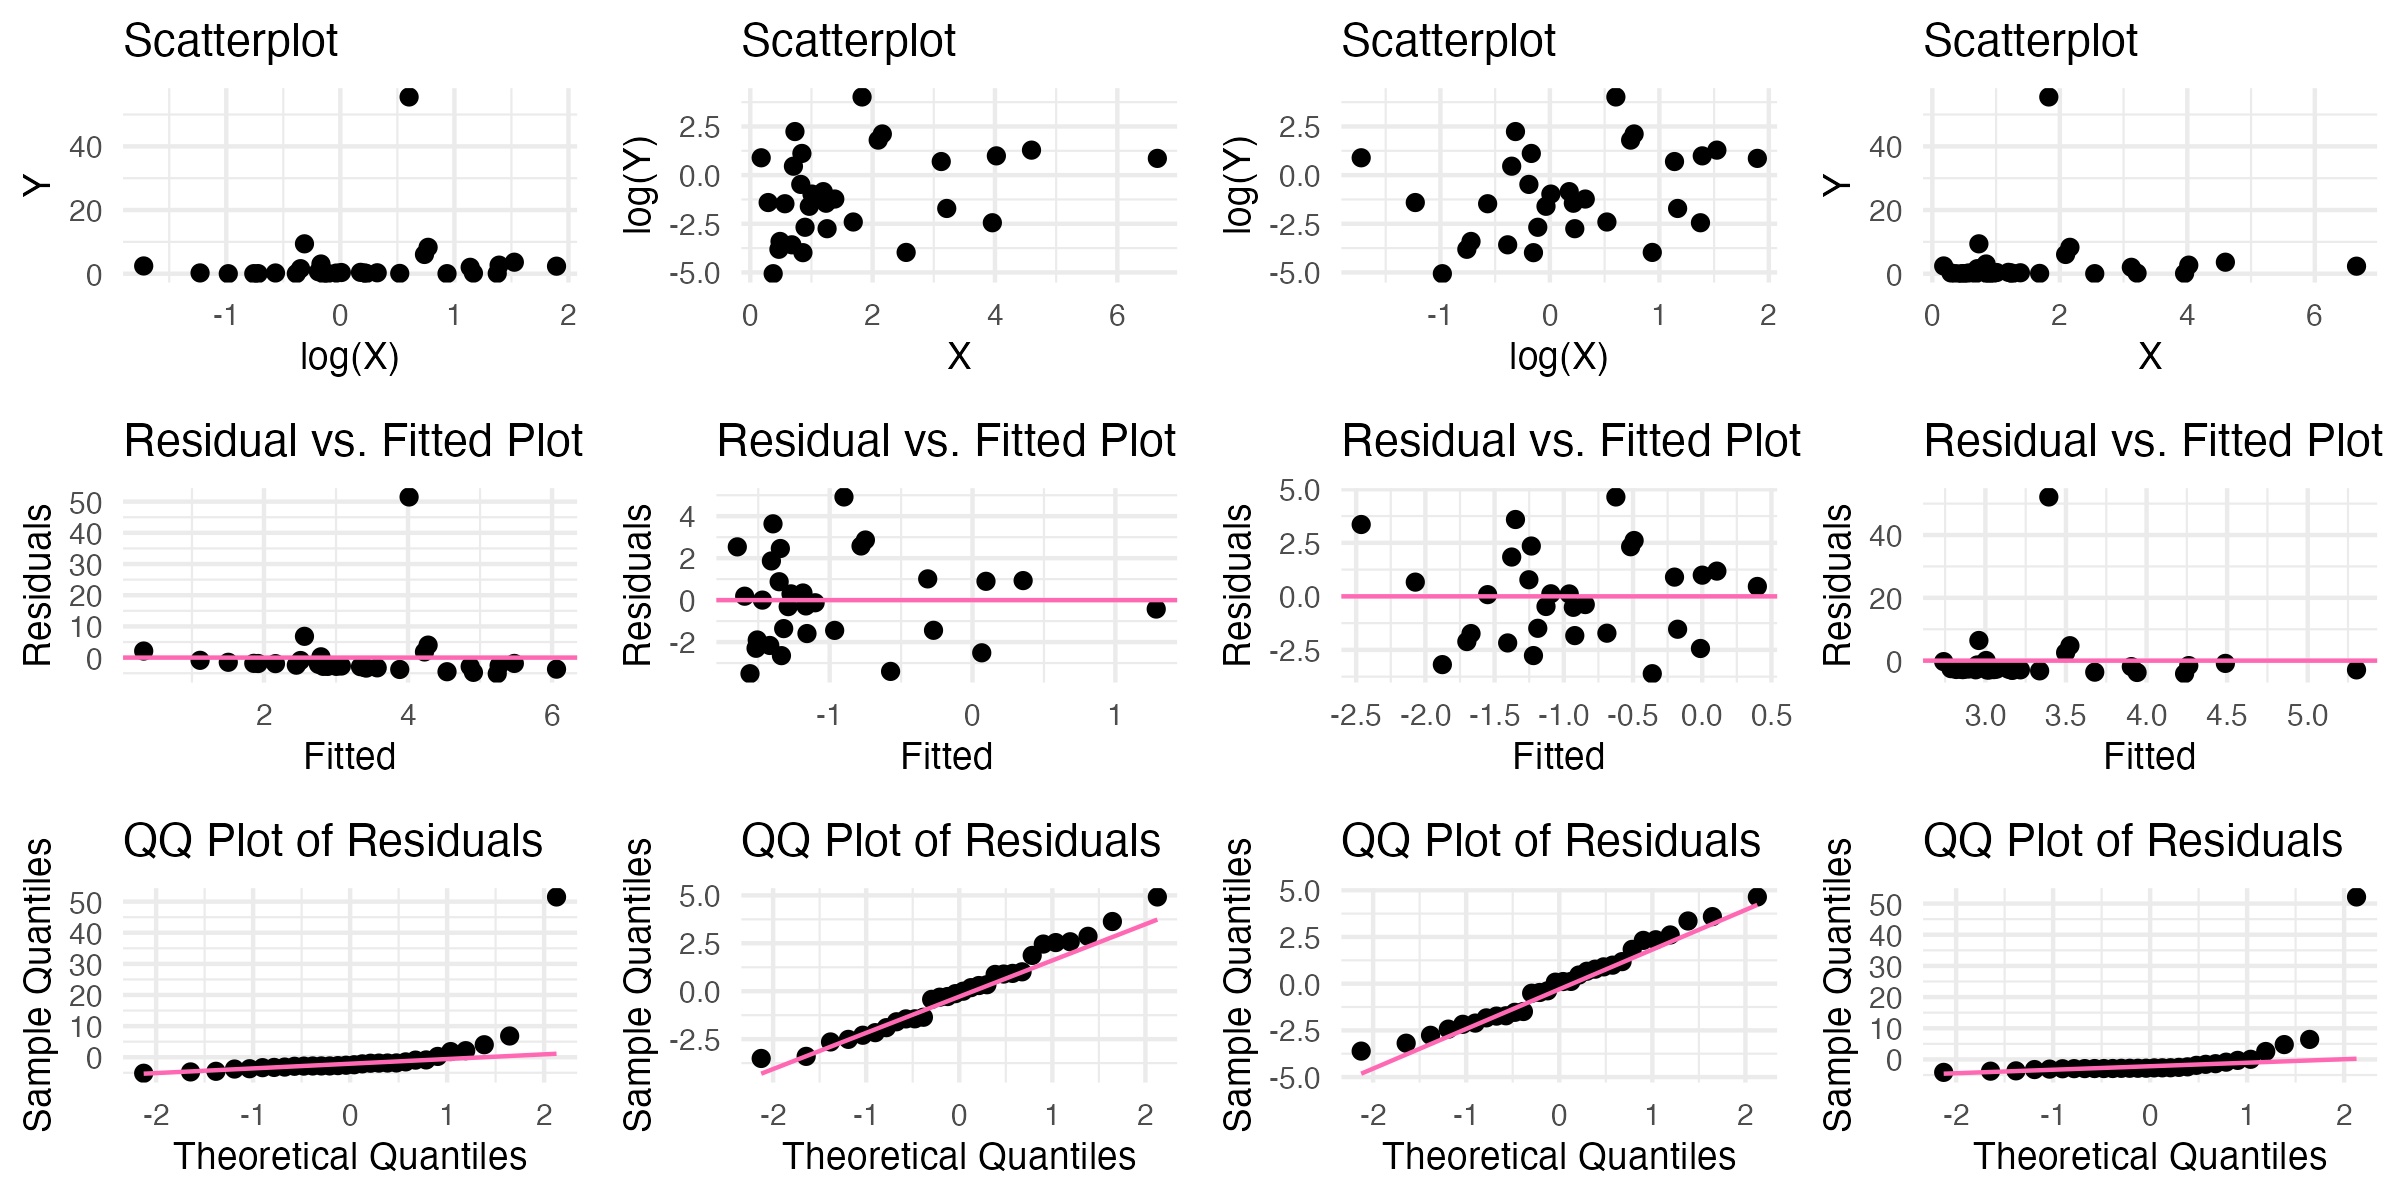 Scatterplot
Y
40
20
0
-1 0 1 2
log(X)
Scatterplot
log(Y)
2.5
0.0
-2.5
-5.0
0 2 4 6
X
Scatterplot
log(Y)
2.5
0.0
-2.5
-5.0
-1 0 1 2
log(X)
Scatterplot
Y
40
20
0
0 2 4 6
X
Residual vs. Fitted Plot
Residuals
50
40
30
20
10
0
2 4 6
Fitted
Residual vs. Fitted Plot
Residuals
4
2
0
-2
-1 0 1
Fitted
Residual vs. Fitted Plot
Residuals
5.0
2.5
0.0
-2.5
-2.5 -2.0 -1.5 -1.0 -0.5 0.0 0.5
Fitted
Residual vs. Fitted Plot
Residuals
40
20
0
3.0 3.5 4.0 4.5 5.0
Fitted
QQ Plot of Residuals
Sample Quantiles
50
40
30
20
10
0
-2 -1 0 1 2
Theoretical Quantiles
QQ Plot of Residuals
Sample Quantiles
5.0
2.5
0.0
-2.5
-2 -1 0 1 2
Theoretical Quantiles
QQ Plot of Residuals
Sample Quantiles
5.0
2.5
0.0
-2.5
-5.0
-2 -1 0 1 2
Theoretical Quantiles
QQ Plot of Residuals
Sample Quantiles
50
40
30
20
10
0
-2 -1 0 1 2
Theoretical Quantiles